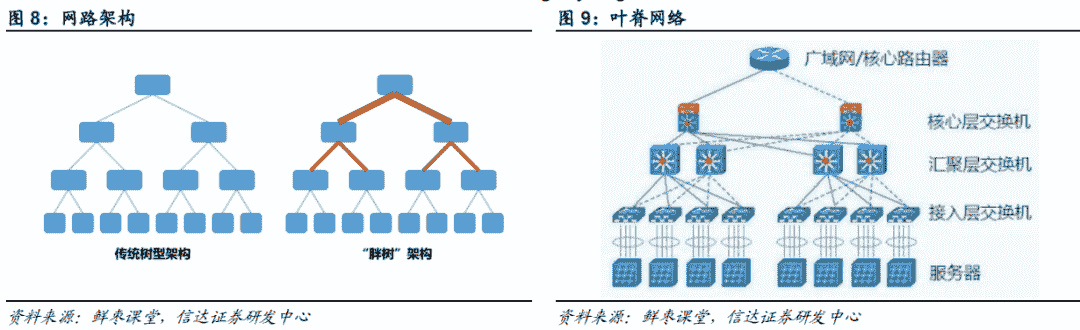 图 8：网路架构
传统树型架构
“胖树”架构
资料来源：鲜枣课堂，信达证券研发中心
图 9：叶脊网络
广域网/核心路由器
核心层交换机
汇聚层交换机
接入层交换机
服务器
资料来源：鲜枣课堂，信达证券研发中心